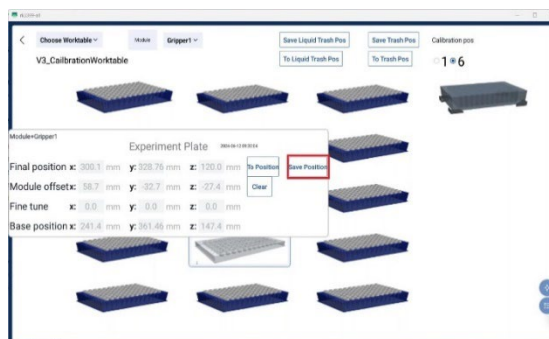 Choose Worktable
Module
Gripper1
Save Liquid Trash Pos
Save Trash Pos
Calibration pos
V3_CailbrationWorktable
To Liquid Trash Pos
To Trash Pos
1 6
Module+Gripper1
Experiment Plate
Final position x: 300.1 mm y: 328.76 mm z: 120.0 mm To Position Save Position
Module offset x: 58.7 mm y: -32.7 mm z: -27.4 mm Clear
Fine tune x: 0.0 mm y: 0.0 mm z: 0.0 mm
Base position x: 241.4 mm y: 361.46 mm z: 147.4 mm